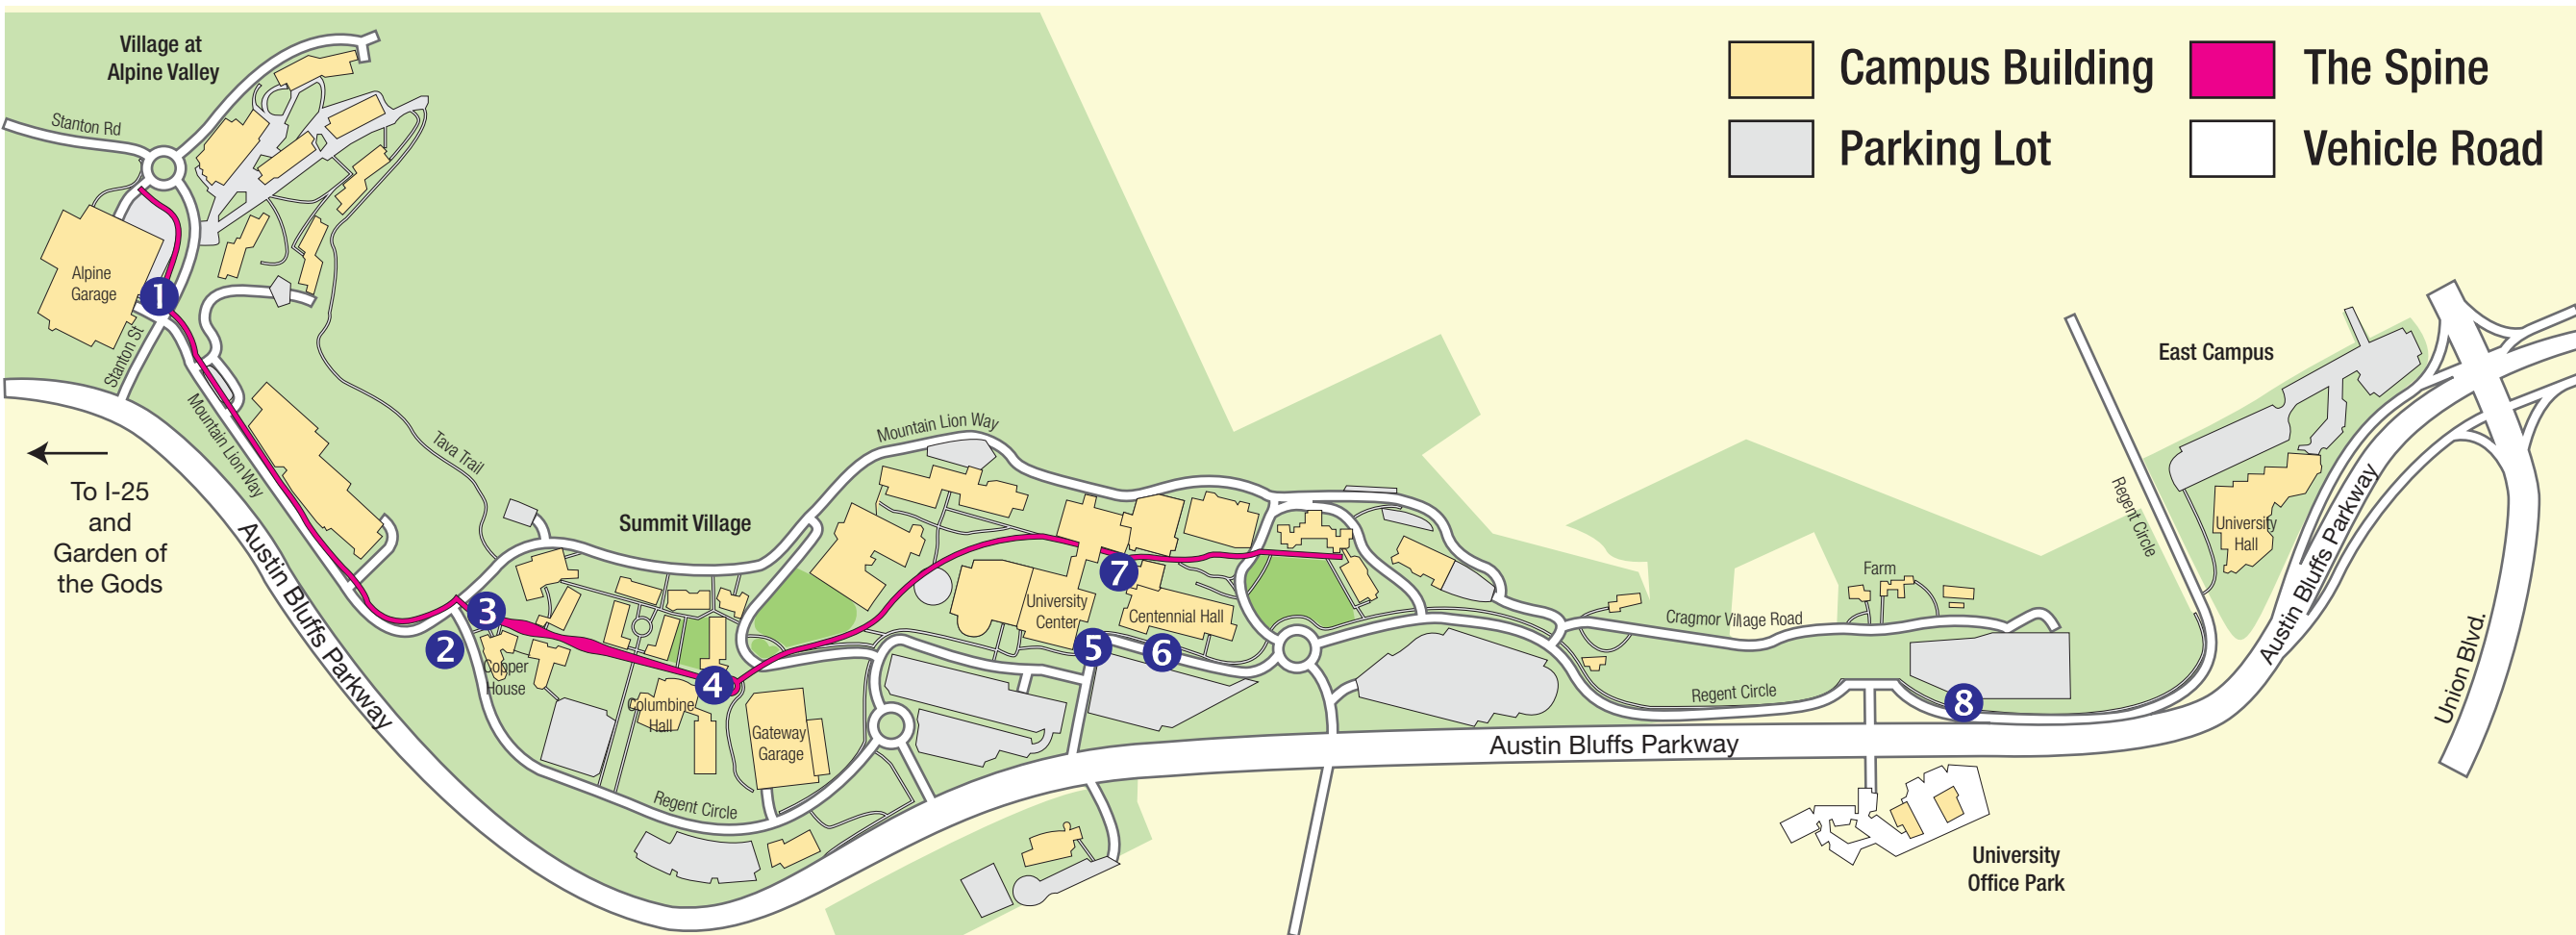 Village at
Alpine Valley
Campus Building
The Spine
Parking Lot
Vehicle Road
Stanton Rd
Alpine
Garage
1
Stanton St
Mountain Lion Way
Tava Trail
To I-25
and
Garden of
the Gods
Austin Bluffs Parkway
Summit Village
Mountain Lion Way
East Campus
Regent Circle
University
Hall
Austin Bluffs Parkway
Austin Bluffs Parkway
Union Blvd.
2
3
Copper
House
4
Columbine
Hall
Gateway
Garage
Regent Circle
University
Center
5
6
7
Centennial Hall
Farm
Cragmor Village Road
Regent Circle
8
Austin Bluffs Parkway
University
Office Park